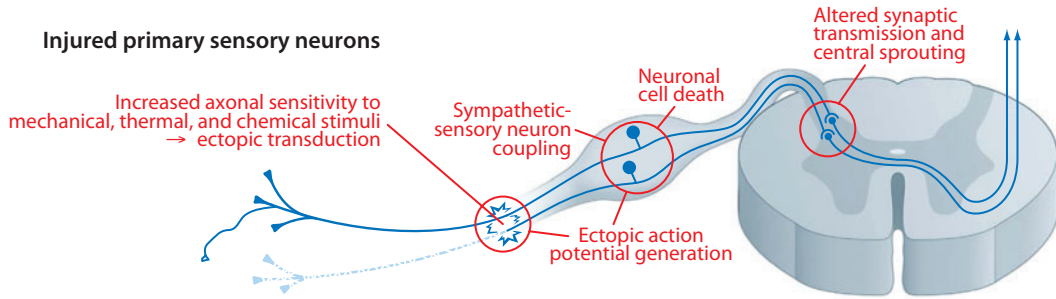 Injured primary sensory neurons
Increased axonal sensitivity to
mechanical, thermal, and chemical stimuli
→ ectopic transduction
Sympathetic-
sensory neuron
coupling
Neuronal
cell death
Ectopic action
potential generation
Altered synaptic
transmission and
central sprouting